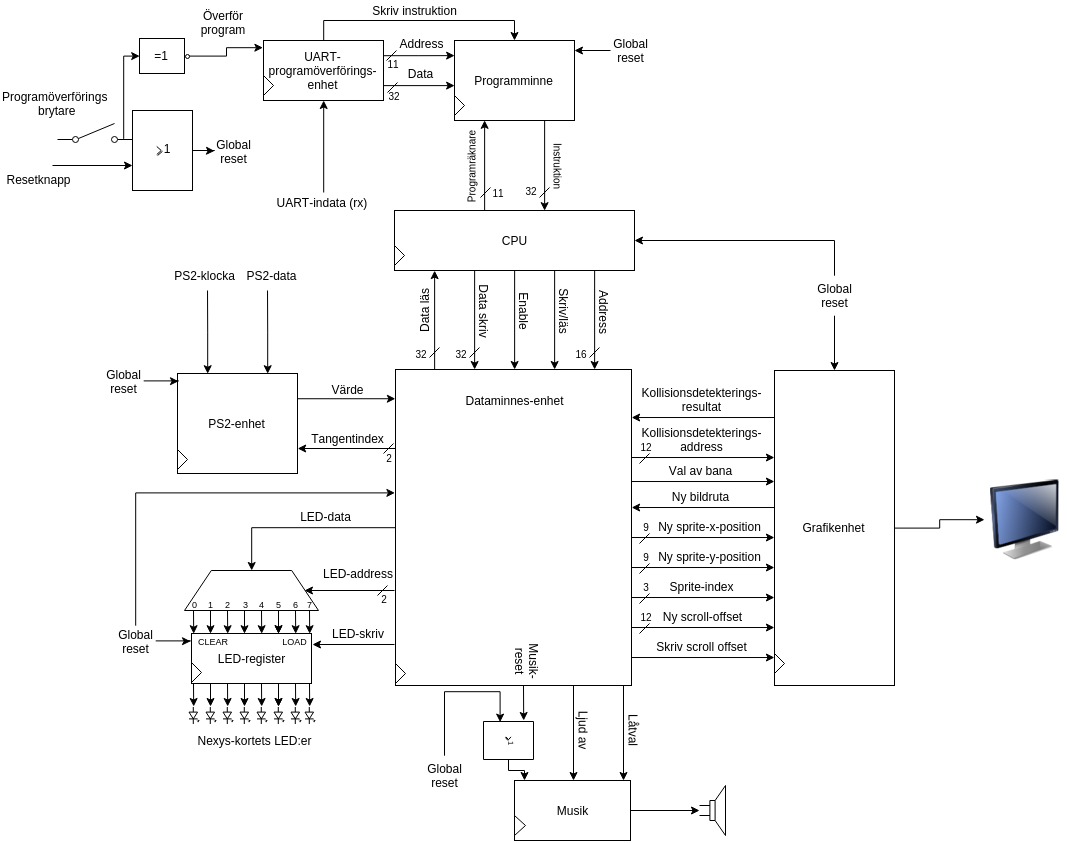 Skriv instruktion
Överför
program
=1
UART-
programöverförings-
enhet
Address
11
Data
32
Programminne
Global
reset
Programöverförings
brytare
≥1
Global
reset
Resetknapp
UART-indata (rx)
Programräknare
11
Instruktion
32
CPU
PS2-klocka
PS2-data
Data läs
32
Data skriv
32
Enable
Skriv/läs
Address
16
Global
reset
Global
reset
PS2-enhet
Värde
Tangentindex
2
Dataminnes-enhet
Kollisionsdetekterings-
resultat
Kollisionsdetekterings-
address
12
Val av bana
Ny bildruta
9
Ny sprite-x-position
9
Ny sprite-y-position
3
Sprite-index
12
Ny scroll-offset
Skriv scroll offset
Grafikenhet
LED-data
LED-address
2
0 1 2 3 4 5 6 7
Global
reset
CLEAR
LOAD
LED-register
LED-skriv
Nexys-kortets LED:er
Musik-
reset
Ljud av
Låtval
≥1
Global
reset
Musik